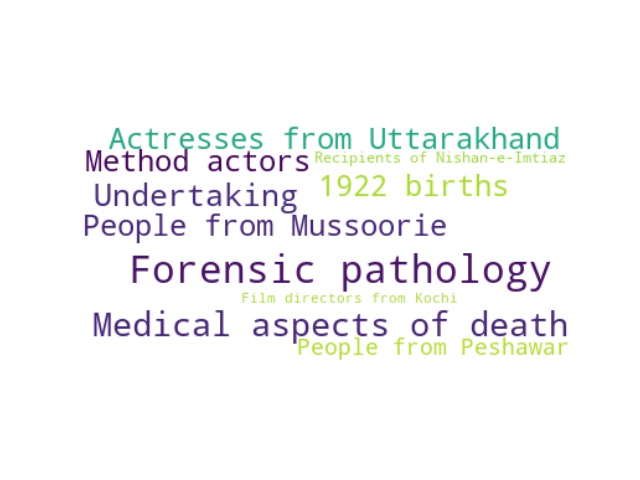 Actresses from Uttarakhand
Method actors
Recipients of Nishan-e-Imtiaz
Undertaking
1922 births
People from Mussoorie
Forensic pathology
Film directors from Kochi
Medical aspects of death
People from Peshawar